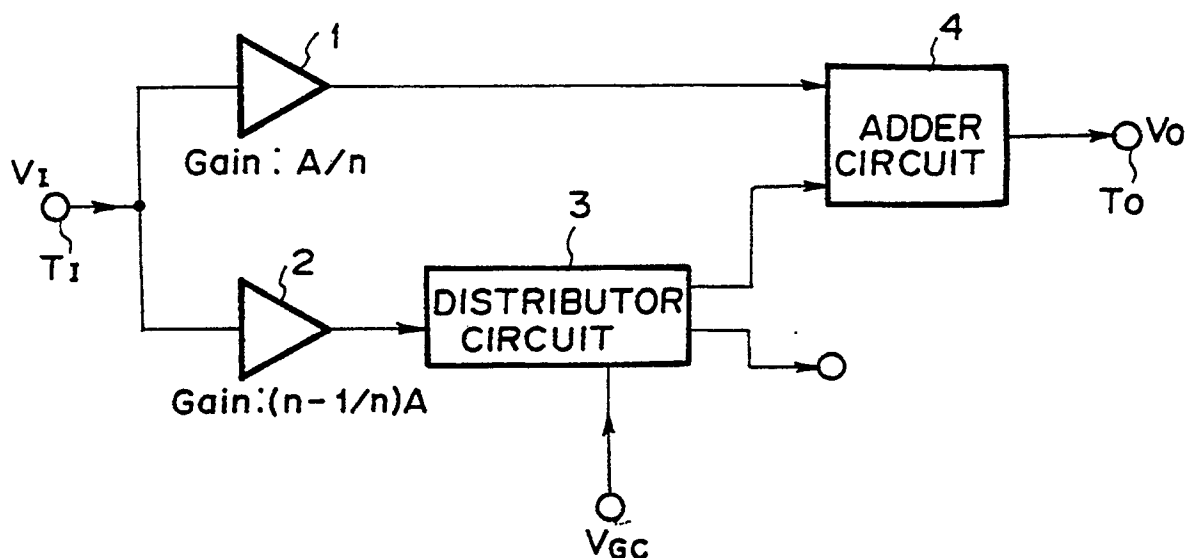 1
4
Gain: A/n
ADDER
CIRCUIT
VI
TI
VO
TO
2
3
DISTRIBUTOR
CIRCUIT
Gain:(n-1/n)A
VGC